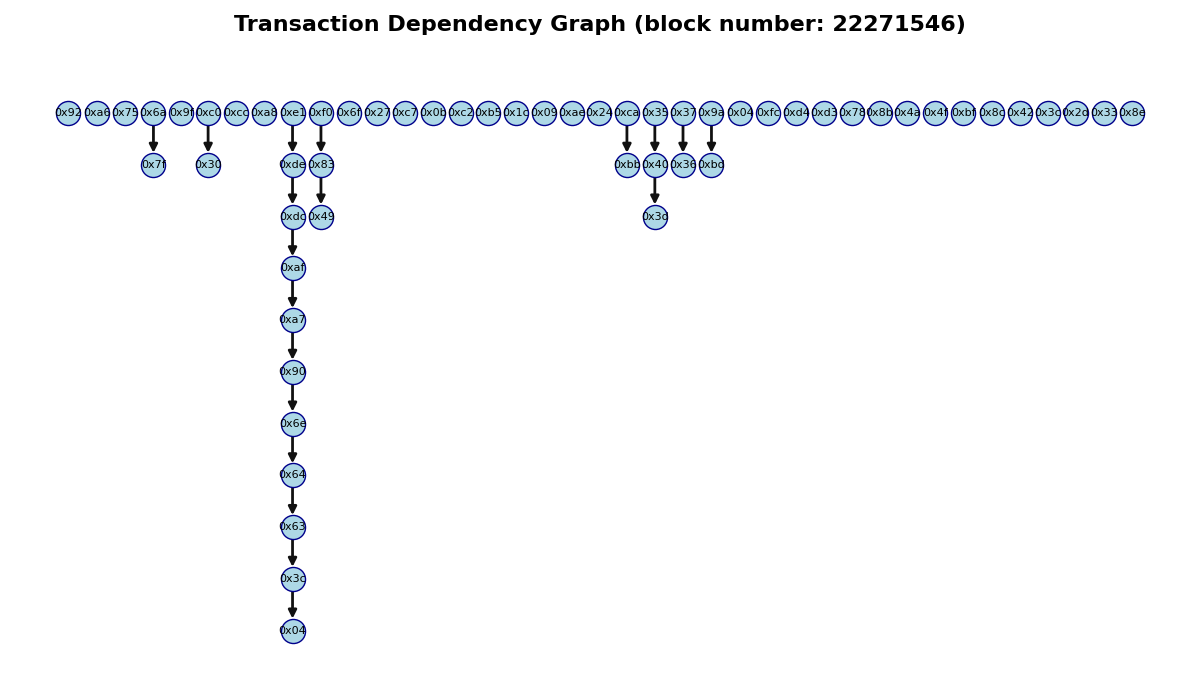 Transaction Dependency Graph (block number: 22271546)
0x92 0xa6 0x75 0x6a 0x9f 0xc0 0xcc 0xa8 0xe1 0xf0 0x6f 0x27 0xc7 0x0b 0xc2 0xb5 0x1c 0x09 0xae 0x24 0xca 0x35 0x37 0x9a 0x04 0xfc 0xd4 0xd3 0x78 0x8b 0x4a 0x4f 0xbf 0x8c 0x42 0x3c 0x2d 0x33 0x8e
0x7f 0x30 0xde 0x83 0xbb 0x40 0x36 0xbd
0xdc 0x49 0x3d
0xaf
0xa7
0x90
0x6e
0x64
0x63
0x3c
0x04